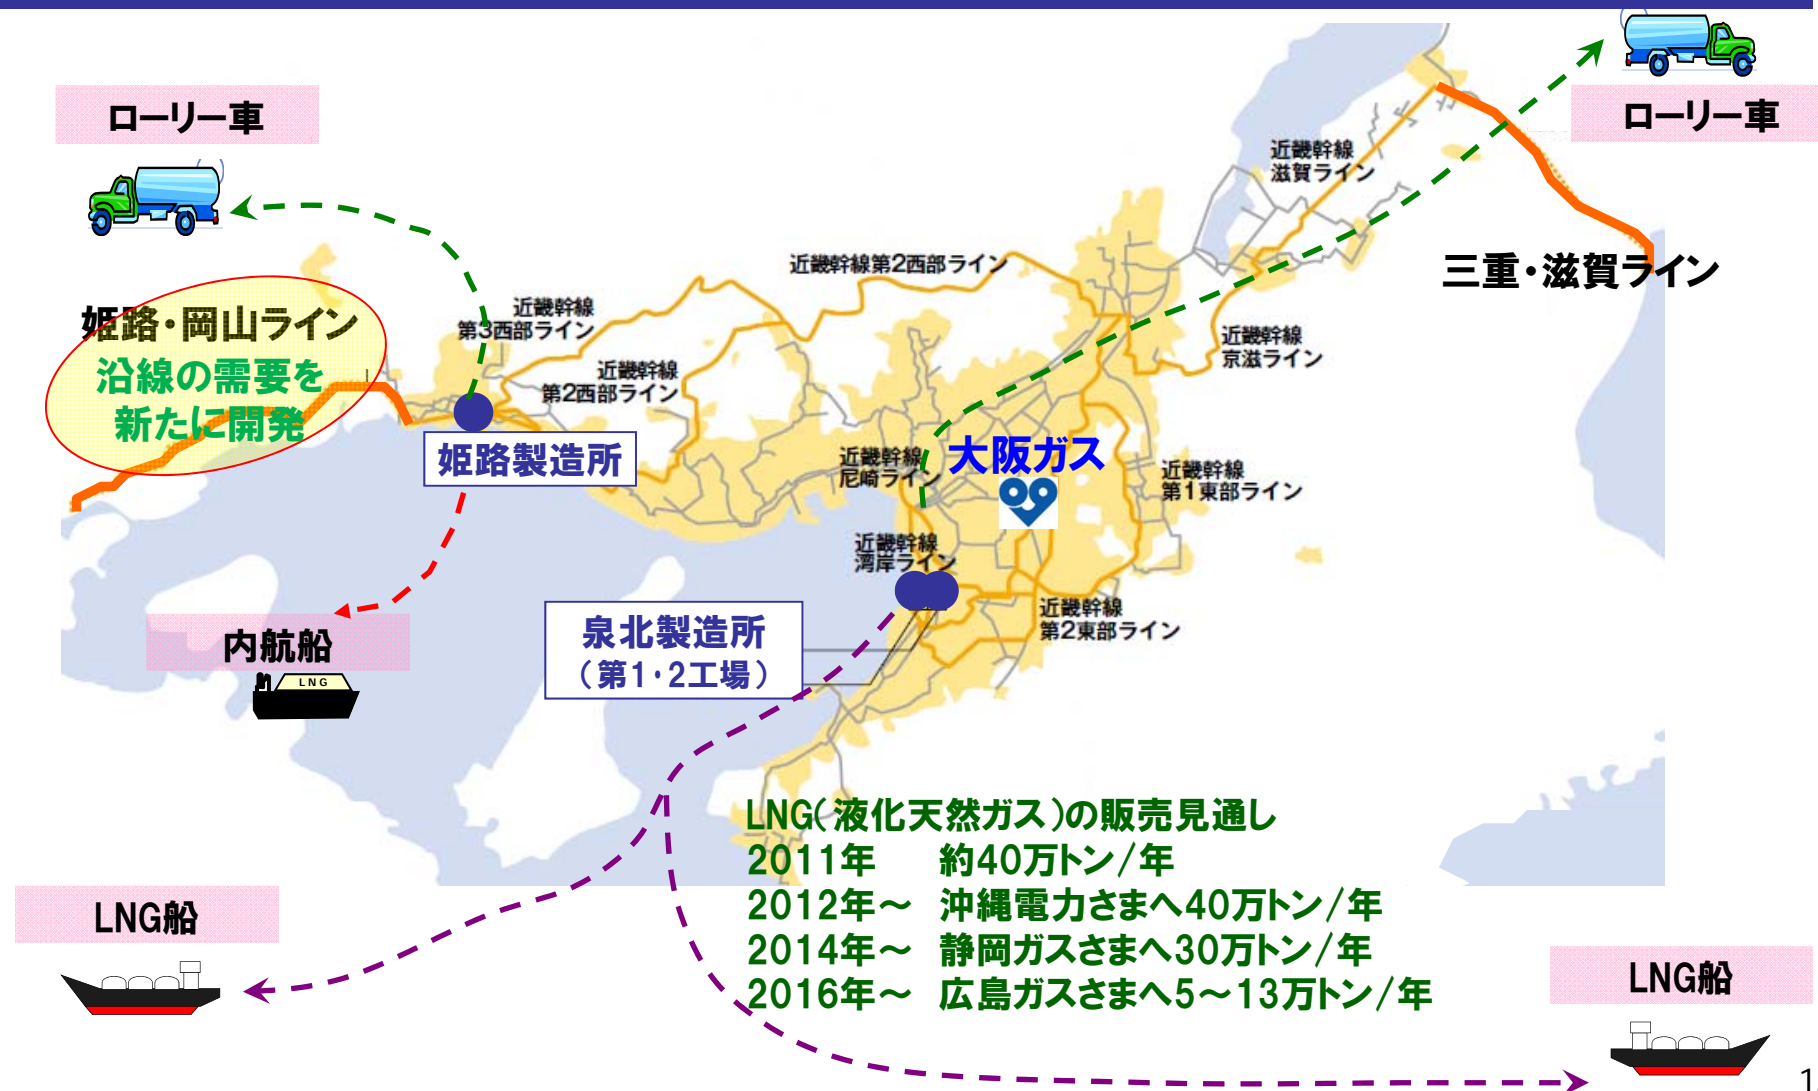 ローリー車
ローリー車
近畿幹線
滋賀ライン
三重・滋賀ライン
近畿幹線第2西部ライン
近畿幹線
第3西部ライン
姫路・岡山ライン
沿線の需要を
新たに開発
近畿幹線
京滋ライン
近畿幹線
第2西部ライン
姫路製造所
近畿幹線
尼崎ライン
大阪ガス
近畿幹線
第1東部ライン
近畿幹線
湾岸ライン
泉北製造所
（第1・2工場）
近畿幹線
第2東部ライン
内航船
LNG
LNG（液化天然ガス）の販売見通し
2011年　約40万トン/年
2012年～　沖縄電力さまへ40万トン/年
2014年～　静岡ガスさまへ30万トン/年
2016年～　広島ガスさまへ5～13万トン/年
LNG船
LNG船